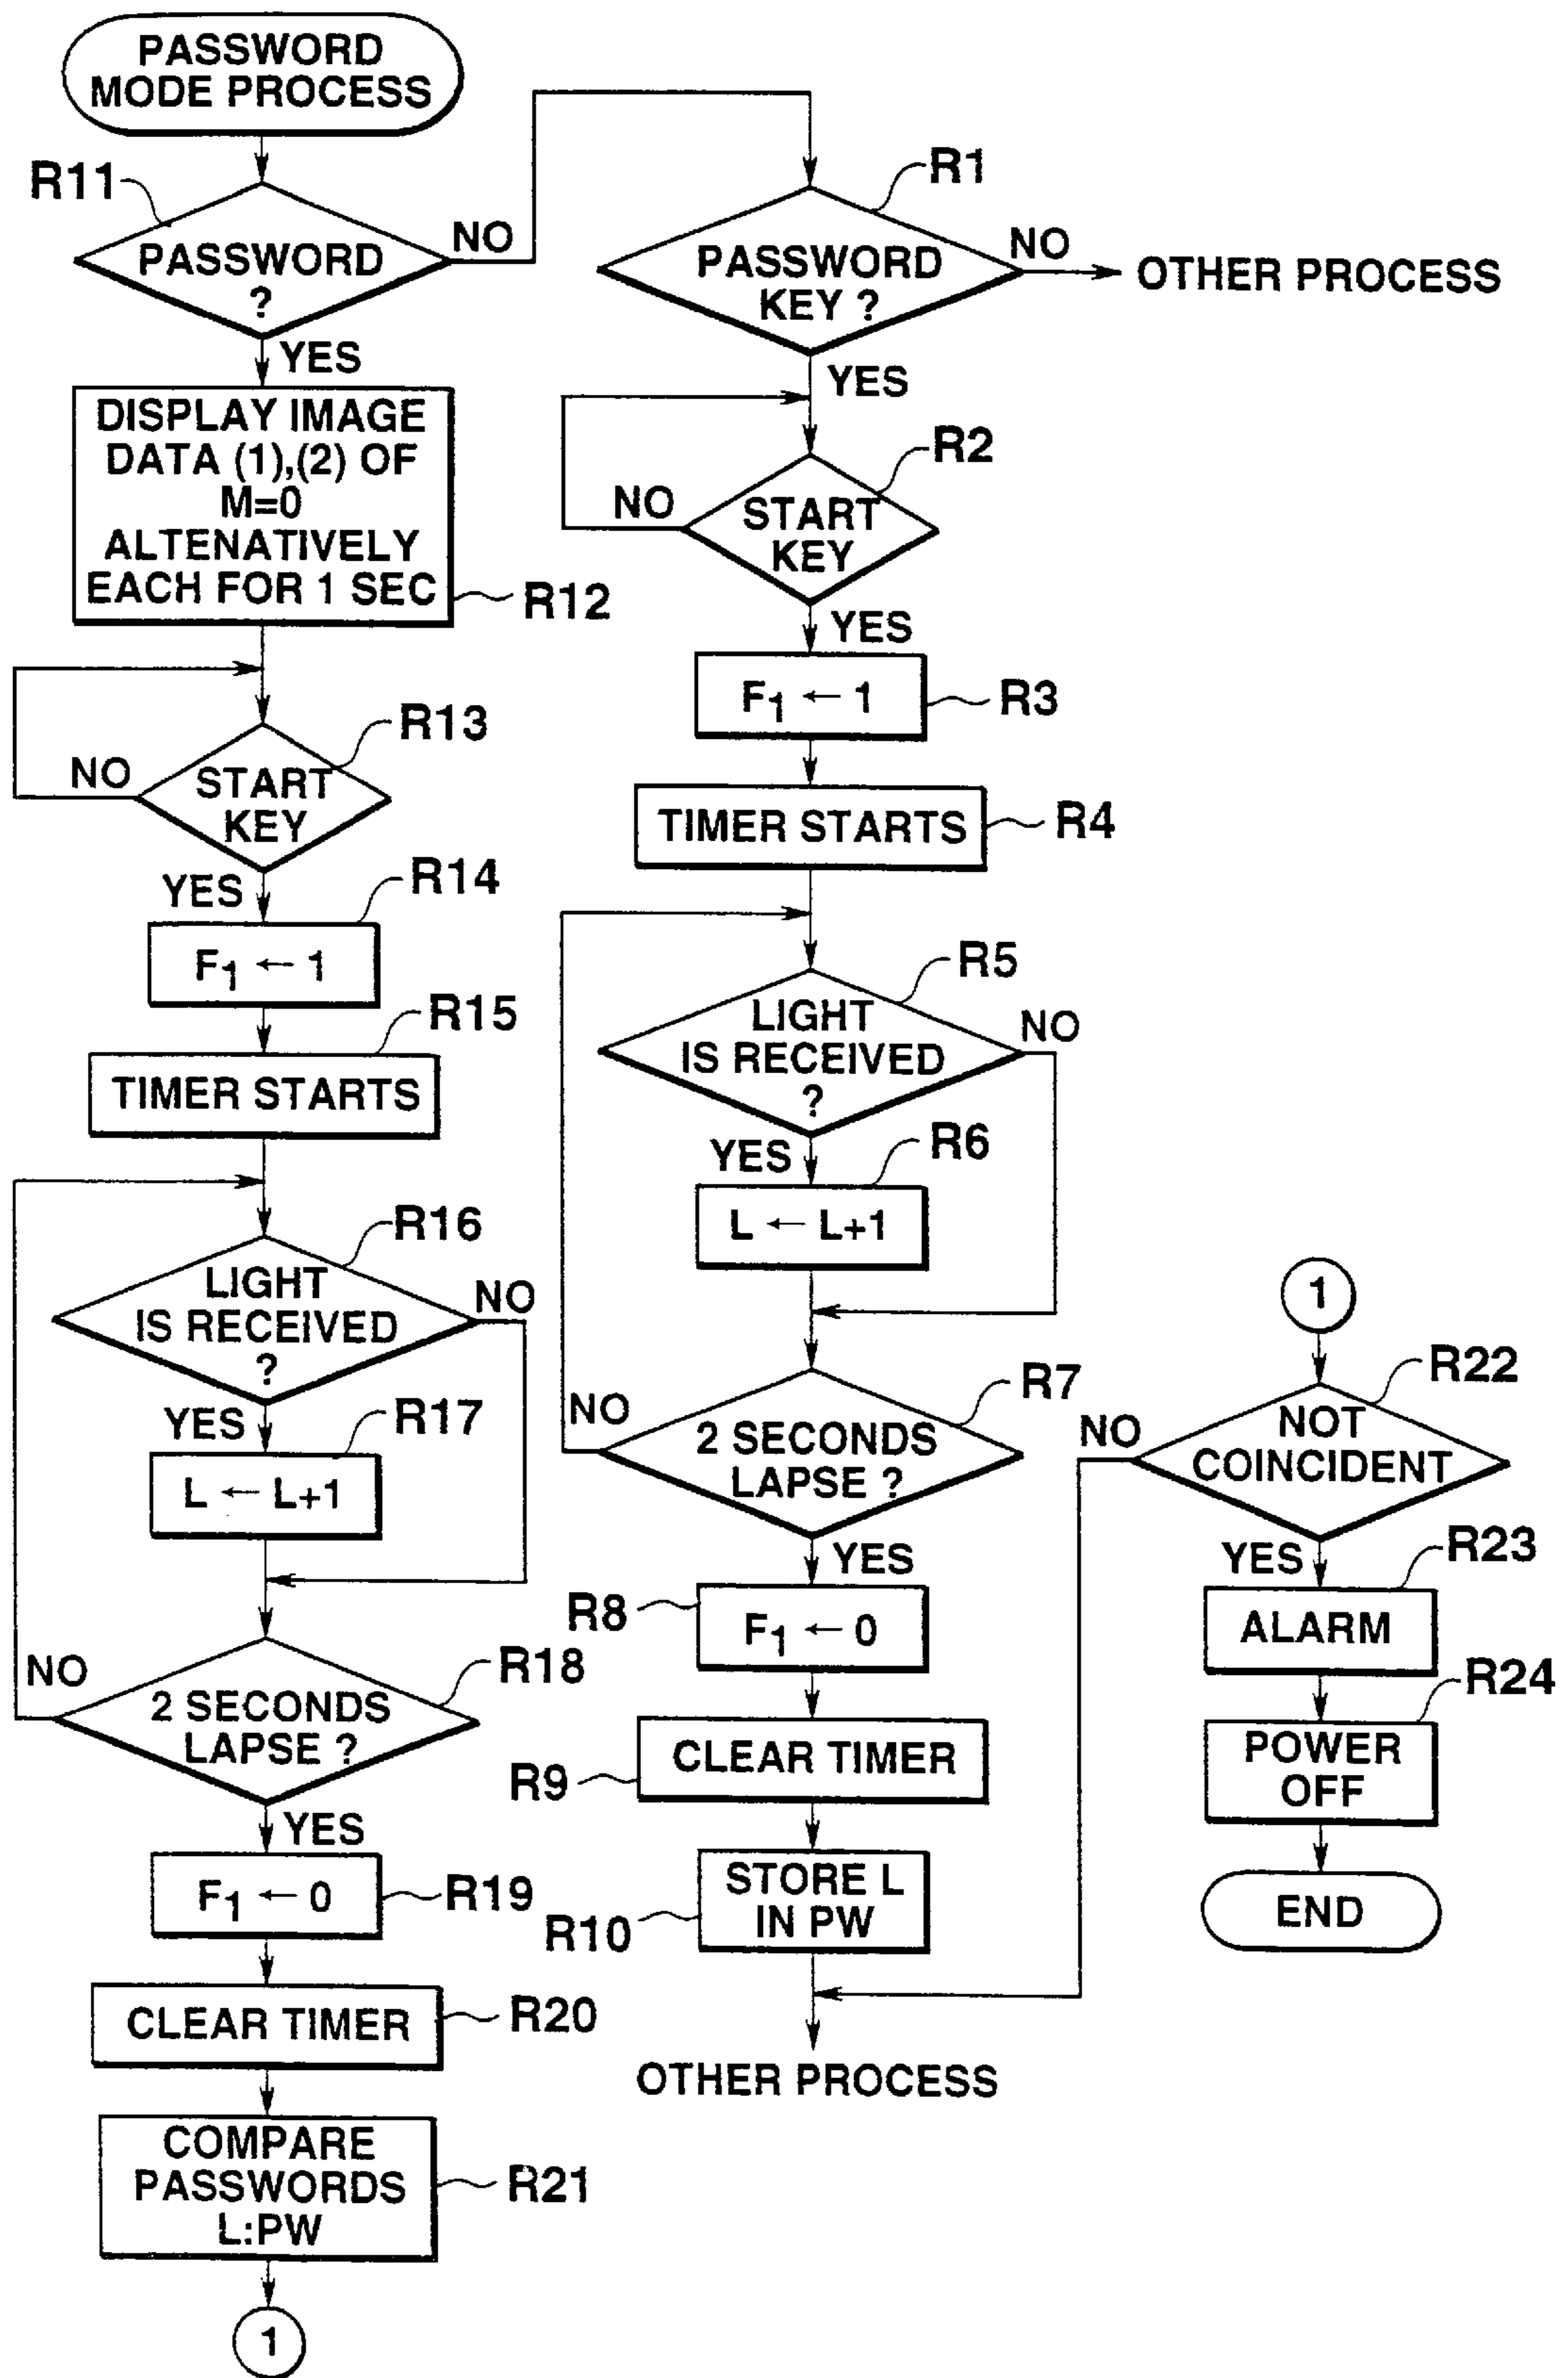 PASSWORD
MODE PROCESS
R11
PASSWORD
?
NO
YES
DISPLAY IMAGE
DATA (1),(2) OF
M=0
ALTENATIVELY
EACH FOR 1 SEC
R12
R13
START
KEY
NO
YES
R14
F1 ← 1
R15
TIMER STARTS
R16
LIGHT
IS RECEIVED
?
NO
YES
R17
L ← L+1
R18
2 SECONDS
LAPSE ?
NO
YES
F1 ← 0
R19
CLEAR TIMER
R20
COMPARE
PASSWORDS
L:PW
R21
1
R1
PASSWORD
KEY ?
NO
OTHER PROCESS
YES
R2
START
KEY
NO
YES
F1 ← 1
R3
TIMER STARTS
R4
R5
LIGHT
IS RECEIVED
?
NO
YES
R6
L ← L+1
R7
2 SECONDS
LAPSE ?
NO
YES
R8
F1 ← 0
CLEAR TIMER
R9
STORE L
IN PW
R10
OTHER PROCESS
1
R22
NOT
COINCIDENT
NO
YES
R23
ALARM
R24
POWER
OFF
END